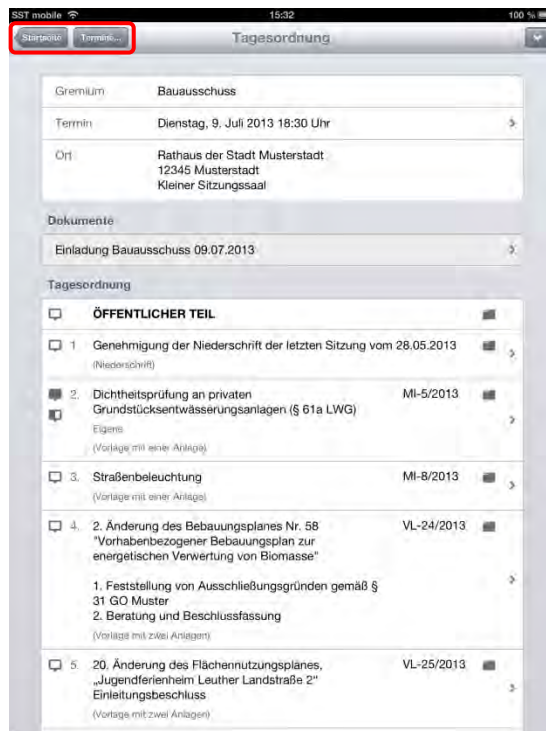 SST mobile 15:32 100 %
Startseite Termin... Tagesordnung
Gremium Bauausschuss
Termin Dienstag, 9. Juli 2013 18:30 Uhr
Ort Rathaus der Stadt Musterstadt
12345 Musterstadt
Kleiner Sitzungssaal
Dokumente
Einladung Bauausschuss 09.07.2013
Tagesordnung
ÖFFENTLICHER TEIL
1 Genehmigung der Niederschrift der letzten Sitzung vom 28.05.2013
(Niederschrift)
2. Dichtheitsprüfung an privaten MI-5/2013
Grundstücksentwässerungsanlagen (§ 61a LWG)
Eigene
(Vorlage mit einer Anlage)
3. Straßenbeleuchtung MI-8/2013
(Vorlage mit einer Anlage)
4. 2. Änderung des Bebauungsplanes Nr. 58 VL-24/2013
"Vorhabenbezogener Bebauungsplan zur
energetischen Verwertung von Biomasse"
1. Feststellung von Ausschließungsgründen gemäß §
31 GO Muster
2. Beratung und Beschlussfassung
(Vorlage mit zwei Anlagen)
5. 20. Änderung des Flächennutzungsplanes, VL-25/2013
„Jugendferienheim Leuther Landstraße 2“
Einleitungsbeschluss
(Vorlage mit zwei Anlagen)